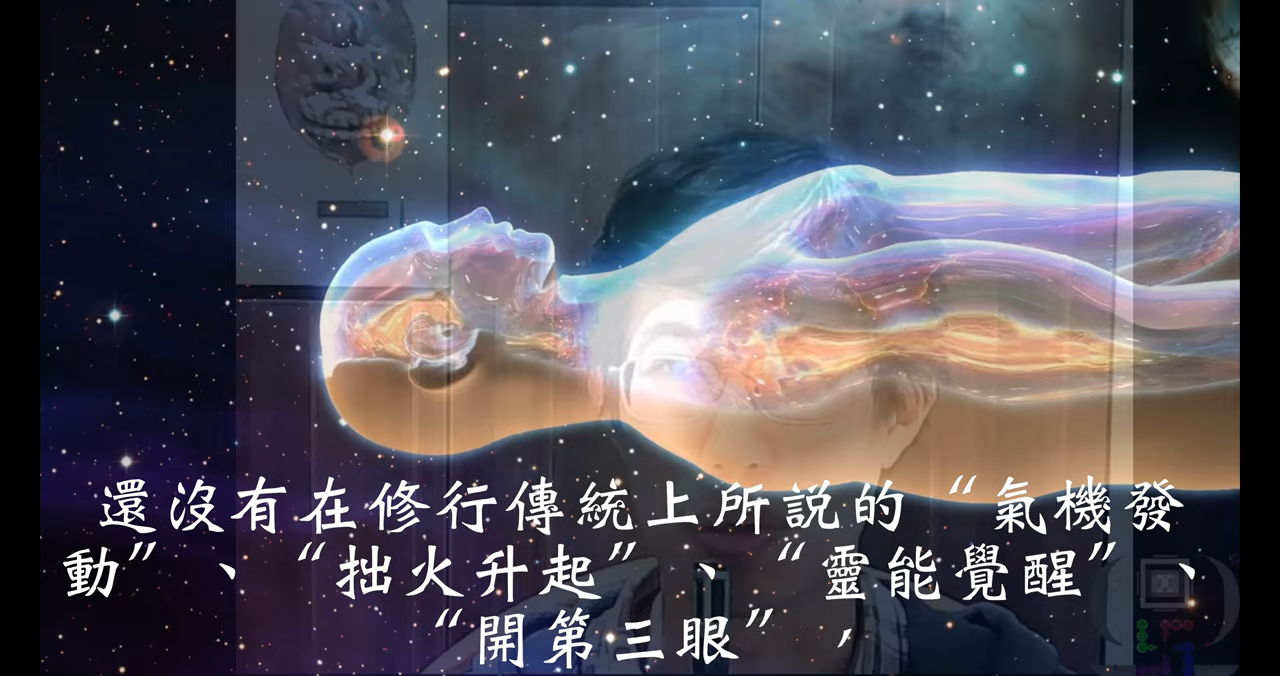 還沒有在修行傳統上所説的“氣機發
動”、“拙火升起”、“靈能覺醒”、
“開第三眼”，